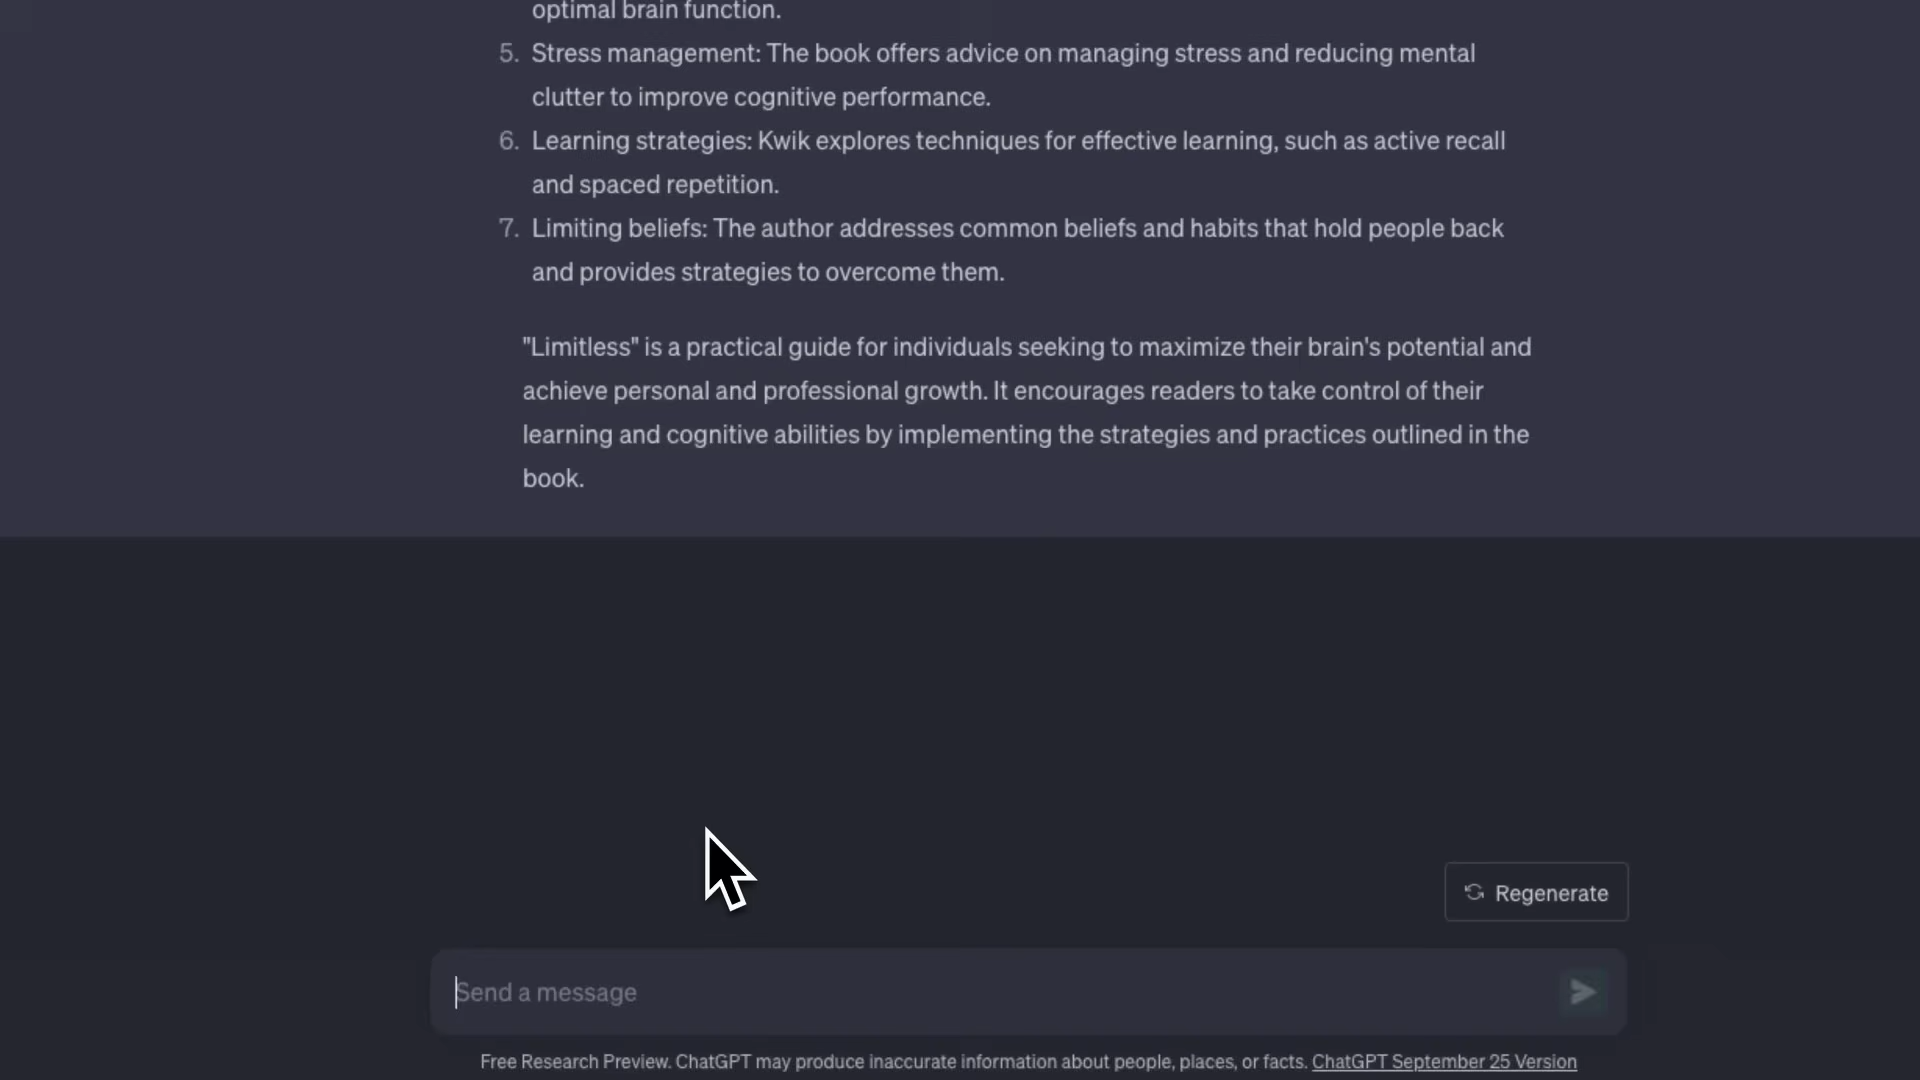 optimal brain function.
5. Stress management: The book offers advice on managing stress and reducing mental
clutter to improve cognitive performance.
6. Learning strategies: Kwik explores techniques for effective learning, such as active recall
and spaced repetition.
7. Limiting beliefs: The author addresses common beliefs and habits that hold people back
and provides strategies to overcome them.
"Limitless" is a practical guide for individuals seeking to maximize their brain's potential and
achieve personal and professional growth. It encourages readers to take control of their
learning and cognitive abilities by implementing the strategies and practices outlined in the
book.
Regenerate
Send a message
Free Research Preview. ChatGPT may produce inaccurate information about people, places, or facts. ChatGPT September 25 Version